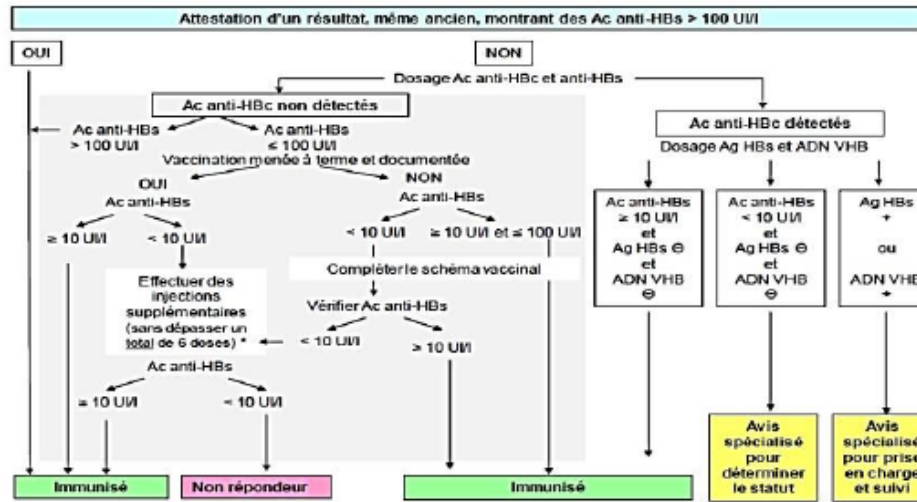 Attestation d'un résultat, même ancien, montrant des Ac anti-HBs > 100 UI/l
OUI
NON
Dosage Ac anti-HBc et anti-HBs
Ac anti-HBc non détectés
Ac anti-HBs
> 100 UI/l
Ac anti-HBs
≤ 100 UI/l
Vaccination menée à terme et documentée
OUI
Ac anti-HBs
≥ 10 UI/l
< 10 UI/l
NON
Ac anti-HBs
< 10 UI/l
≥ 10 UI/l et ≤ 100 UI/l
Effectuer des
injections
supplémentaires
(sans dépasser un
total de 6 doses) *
Compléter le schéma vaccinal
Vérifier Ac anti-HBs
< 10 UI/l
> 10 UI/l
Ac anti-HBs
≥ 10 UI/l
< 10 UI/l
Ac anti-HBc détectés
Dosage Ag HBs et ADN VHB
Ac anti-HBs
≥ 10 UI/l
et
Ag HBs ⊖
et
ADN VHB
⊖
Ac anti-HBs
< 10 UI/l
et
Ag HBs ⊖
et
ADN VHB
⊖
Ag HBs
+
ou
ADN VHB
+
Immunisé
Non répondeur
Immunisé
Avis
spécialisé
pour
déterminer
le statut
Avis
spécialisé
pour prise
en charge
et suivi